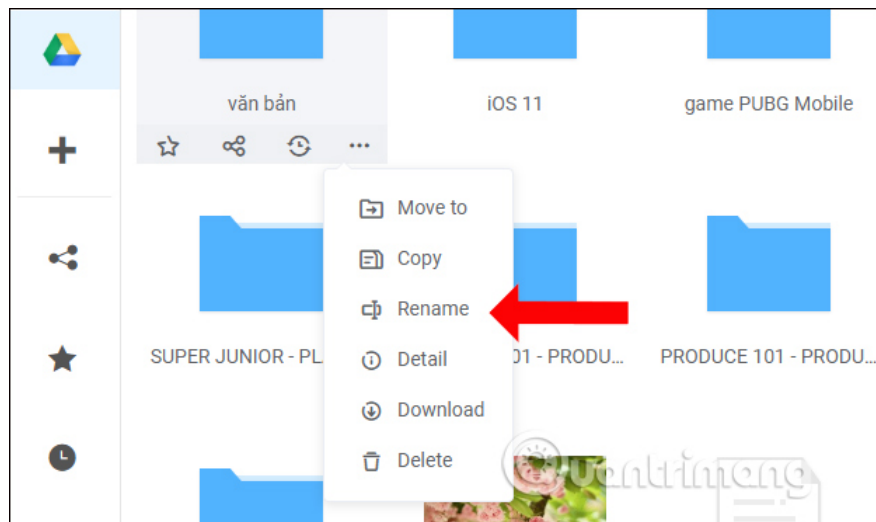 văn bản
iOS 11
game PUBG Mobile
Move to
Copy
Rename
Detail
Download
Delete
SUPER JUNIOR - PL
01 - PRODU...
PRODUCE 101 - PRODU...
Quantrimang